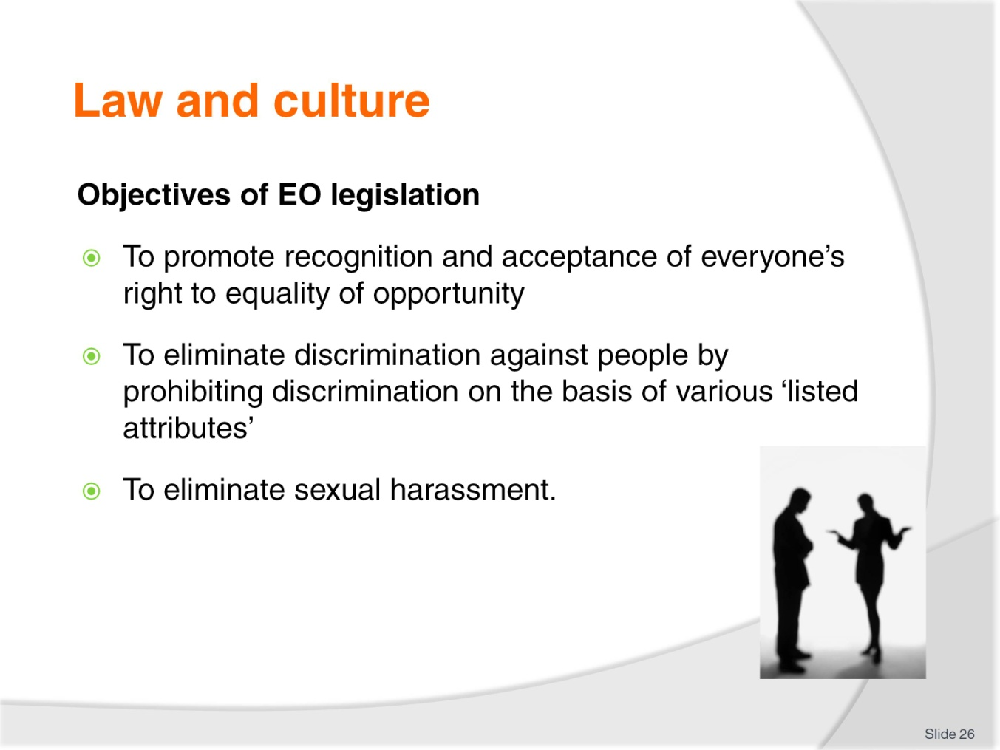 Law and culture
Objectives of EO legislation
To promote recognition and acceptance of everyone’s
right to equality of opportunity
To eliminate discrimination against people by
prohibiting discrimination on the basis of various ‘listed
attributes’
To eliminate sexual harassment.
Slide 26